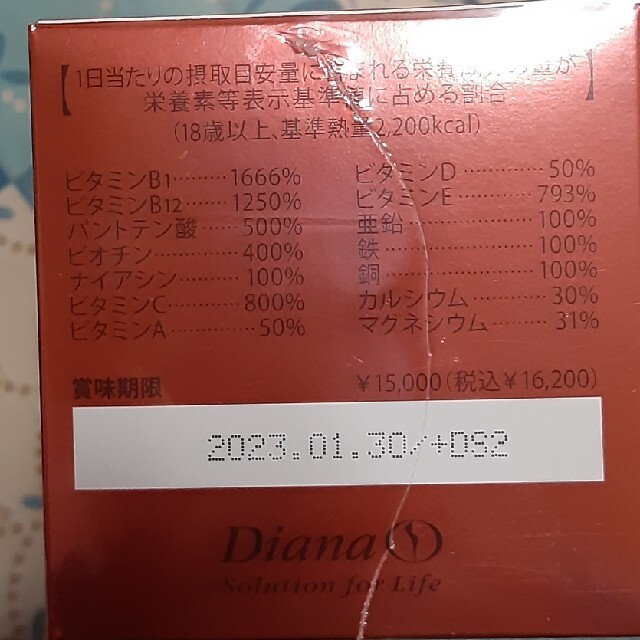 【1日当たりの摂取目安量に含まれる栄養成分の量が
栄養素等表示基準値に占める割合】
(18歳以上、基準熱量2,200kcal)
ビタミンB1………1666%
ビタミンB12………1250%
パントテン酸……500%
ビオチン……………400%
ナイアシン…………100%
ビタミンC…………800%
ビタミンA……………50%
ビタミンD……………50%
ビタミンE…………793%
亜鉛…………………100%
鉄……………………100%
銅……………………100%
カルシウム…………30%
マグネシウム………31%
賞味期限
¥15,000(税込¥16,200)
2023.01.30/+D92
Diana
Solution for Life